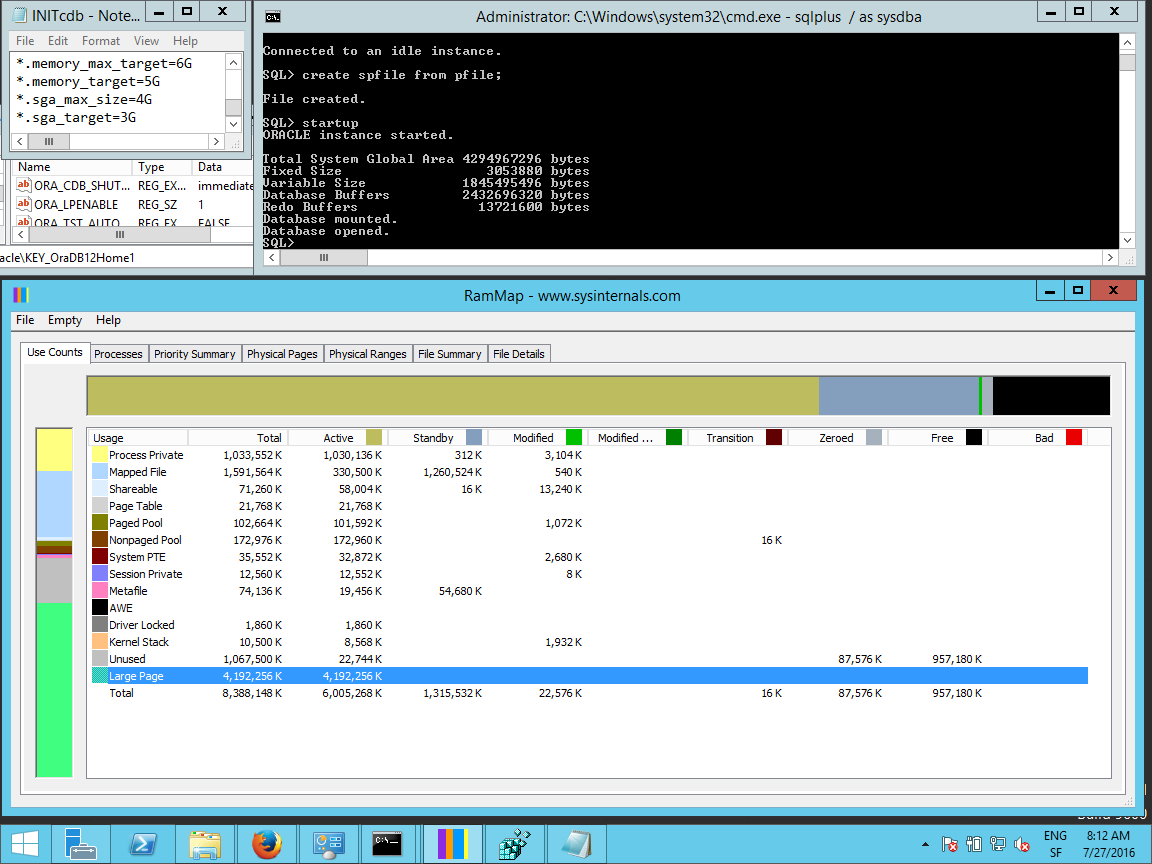 INITcdb - Note...
File Edit Format View Help
*.memory_max_target=6G
*.memory_target=5G
*.sga_max_size=4G
*.sga_target=3G
Name Type Data
ab ORA_CDB_SHUT... REG_EX... immediate
ab ORA_LPENABLE REG_SZ 1
ab ORA_TST_AUTO REG_EX FALSE
acle\KEY_OraDB12Home1
Administrator: C:\Windows\system32\cmd.exe - sqlplus / as sysdba
Connected to an idle instance.
SQL> create spfile from pfile;
File created.
SQL> startup
ORACLE instance started.
Total System Global Area 4294967296 bytes
Fixed Size 3053880 bytes
Variable Size 1845495496 bytes
Database Buffers 2432696320 bytes
Redo Buffers 13721600 bytes
Database mounted.
Database opened.
SQL>
RamMap - www.sysinternals.com
File Empty Help
Use Counts Processes Priority Summary Physical Pages Physical Ranges File Summary File Details
Usage Total Active Standby Modified Modified ... Transition Zeroed Free Bad
Process Private 1,033,552 K 1,030,136 K 312 K 3,104 K
Mapped File 1,591,564 K 330,500 K 1,260,524 K 540 K
Shareable 71,260 K 58,004 K 16 K 13,240 K
Page Table 21,768 K 21,768 K
Paged Pool 102,664 K 101,592 K 1,072 K
Nonpaged Pool 172,976 K 172,960 K 16 K
System PTE 35,552 K 32,872 K 2,680 K
Session Private 12,560 K 12,552 K 8 K
Metafile 74,136 K 19,456 K 54,680 K
AWE
Driver Locked 1,860 K 1,860 K
Kernel Stack 10,500 K 8,568 K 1,932 K
Unused 1,067,500 K 22,744 K 87,576 K 957,180 K
Large Page 4,192,256 K 4,192,256 K
Total 8,388,148 K 6,005,268 K 1,315,532 K 22,576 K 16 K 87,576 K 957,180 K
ENG 8:12 AM
SF 7/27/2016